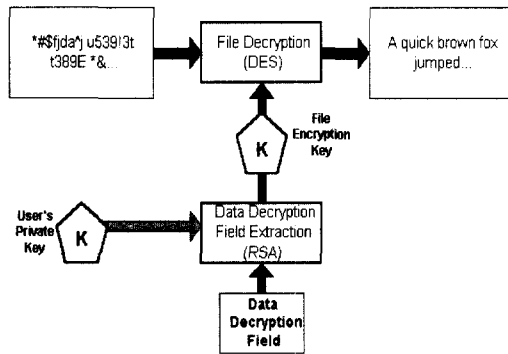 *#$fjda^j u539!3t
t389E *&...
File Decryption
(DES)
A quick brown fox
jumped...
File
Encryption
Key
K
User's
Private
Key
K
Data Decryption
Field Extraction
(RSA)
Data
Decryption
Field